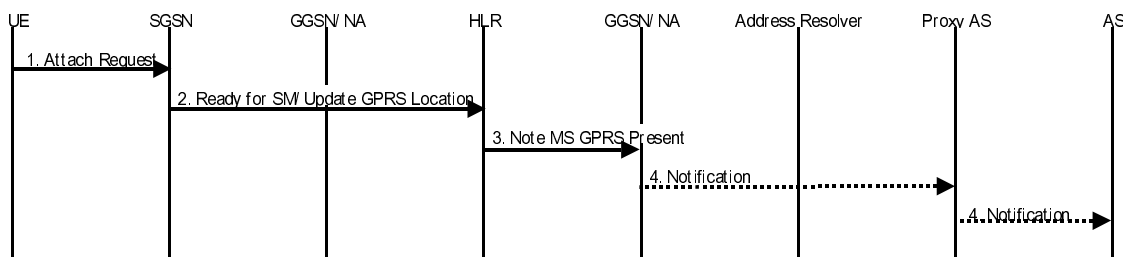 UE SGSN GGSN/ NA HLR GGSN/ NA Address Resolver Proxy AS AS
1. Attach Request
2. Ready for SM/ Update GPRS Location
3. Note MS GPRS Present
4. Notification
4. Notification